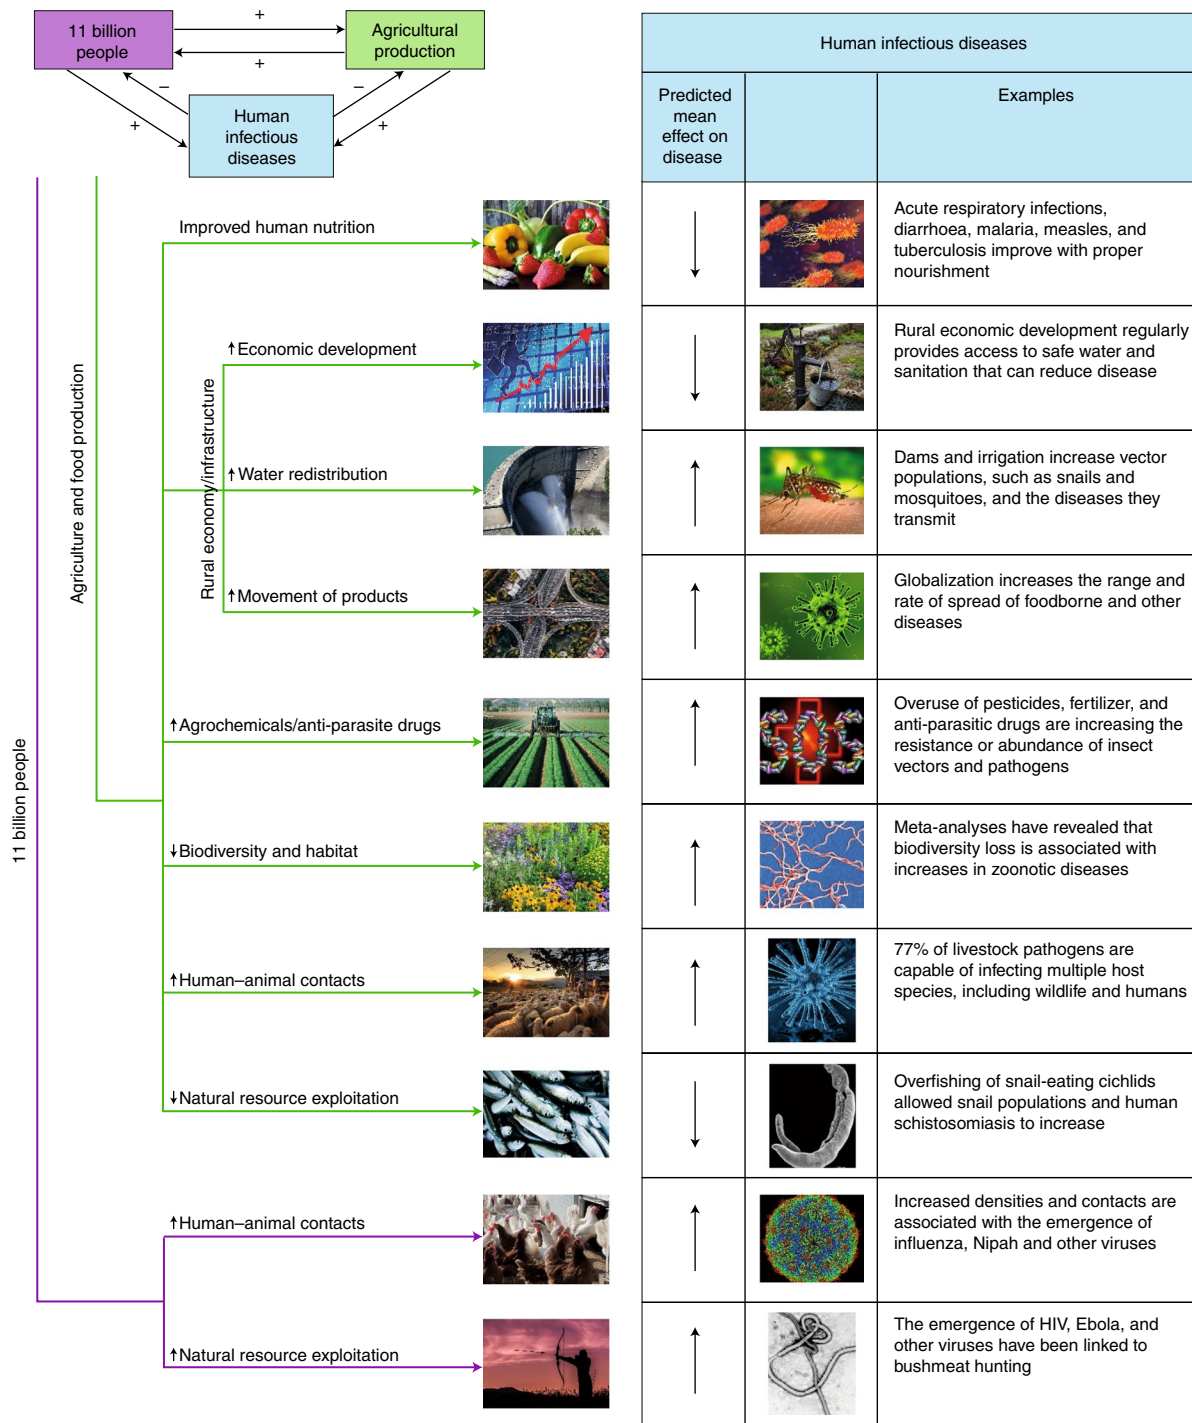 11 billion
people
+
+
Agricultural
production
−
−
+
+
Human
infectious
diseases
Human infectious diseases
Predicted
mean
effect on
disease
Examples
11 billion people
Agriculture and food production
Rural economy/infrastructure
Improved human nutrition
Acute respiratory infections,
diarrhoea, malaria, measles, and
tuberculosis improve with proper
nourishment
↑Economic development
Rural economic development regularly
provides access to safe water and
sanitation that can reduce disease
↑Water redistribution
Dams and irrigation increase vector
populations, such as snails and
mosquitoes, and the diseases they
transmit
↑Movement of products
Globalization increases the range and
rate of spread of foodborne and other
diseases
↑Agrochemicals/anti-parasite drugs
Overuse of pesticides, fertilizer, and
anti-parasitic drugs are increasing the
resistance or abundance of insect
vectors and pathogens
↓Biodiversity and habitat
Meta-analyses have revealed that
biodiversity loss is associated with
increases in zoonotic diseases
↑Human–animal contacts
77% of livestock pathogens are
capable of infecting multiple host
species, including wildlife and humans
↓Natural resource exploitation
Overfishing of snail-eating cichlids
allowed snail populations and human
schistosomiasis to increase
↑Human–animal contacts
Increased densities and contacts are
associated with the emergence of
influenza, Nipah and other viruses
↑Natural resource exploitation
The emergence of HIV, Ebola, and
other viruses have been linked to
bushmeat hunting